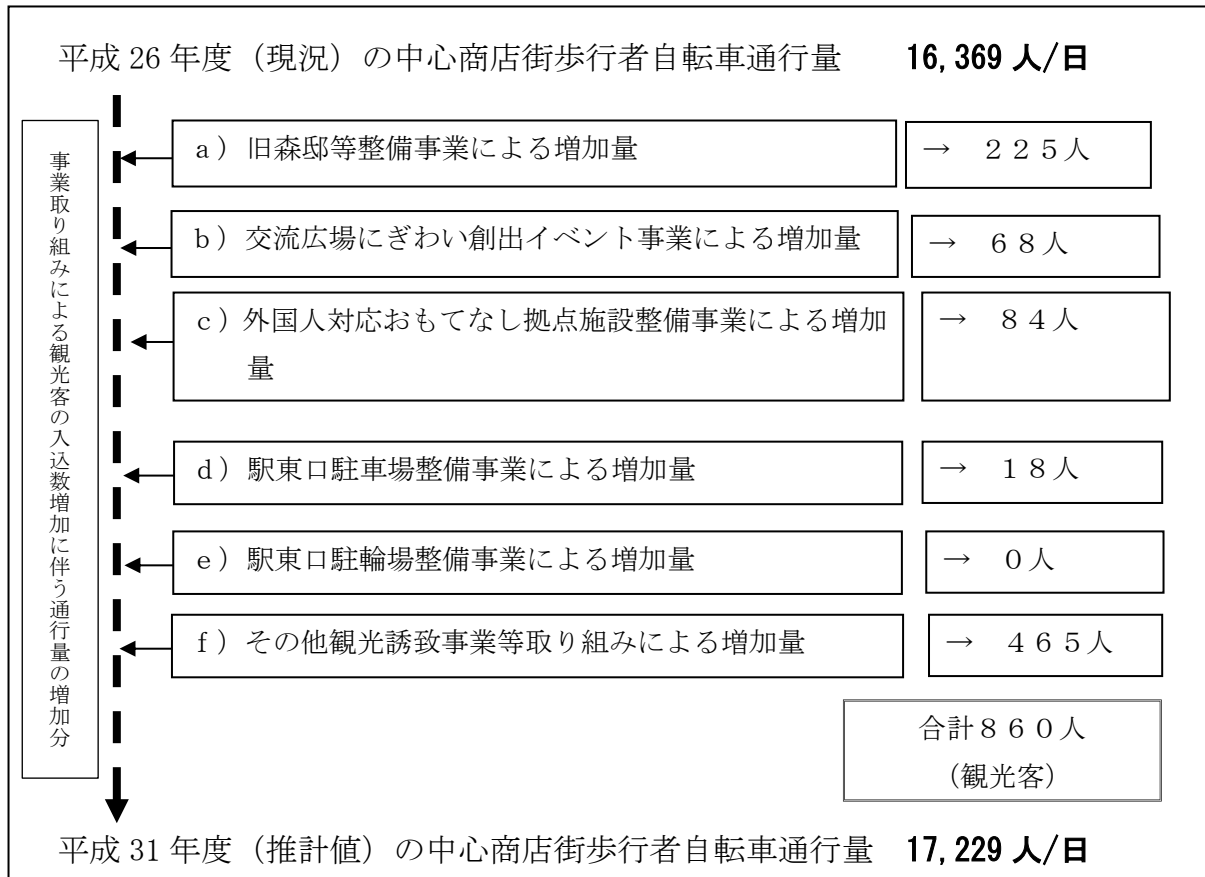 平成 26 年度（現況）の中心商店街歩行者自転車通行量　16,369 人/日
事業取り組みによる観光客の入込数増加に伴う通行量の増加分
a）旧森邸等整備事業による増加量
→　２２５人
b）交流広場にぎわい創出イベント事業による増加量
→　６８人
c）外国人対応おもてなし拠点施設整備事業による増加
量
→　８４人
d）駅東口駐車場整備事業による増加量
→　１８人
e）駅東口駐輪場整備事業による増加量
→　０人
f）その他観光誘致事業等取り組みによる増加量
→　４６５人
合計８６０人
（観光客）
平成 31 年度（推計値）の中心商店街歩行者自転車通行量　17,229 人/日